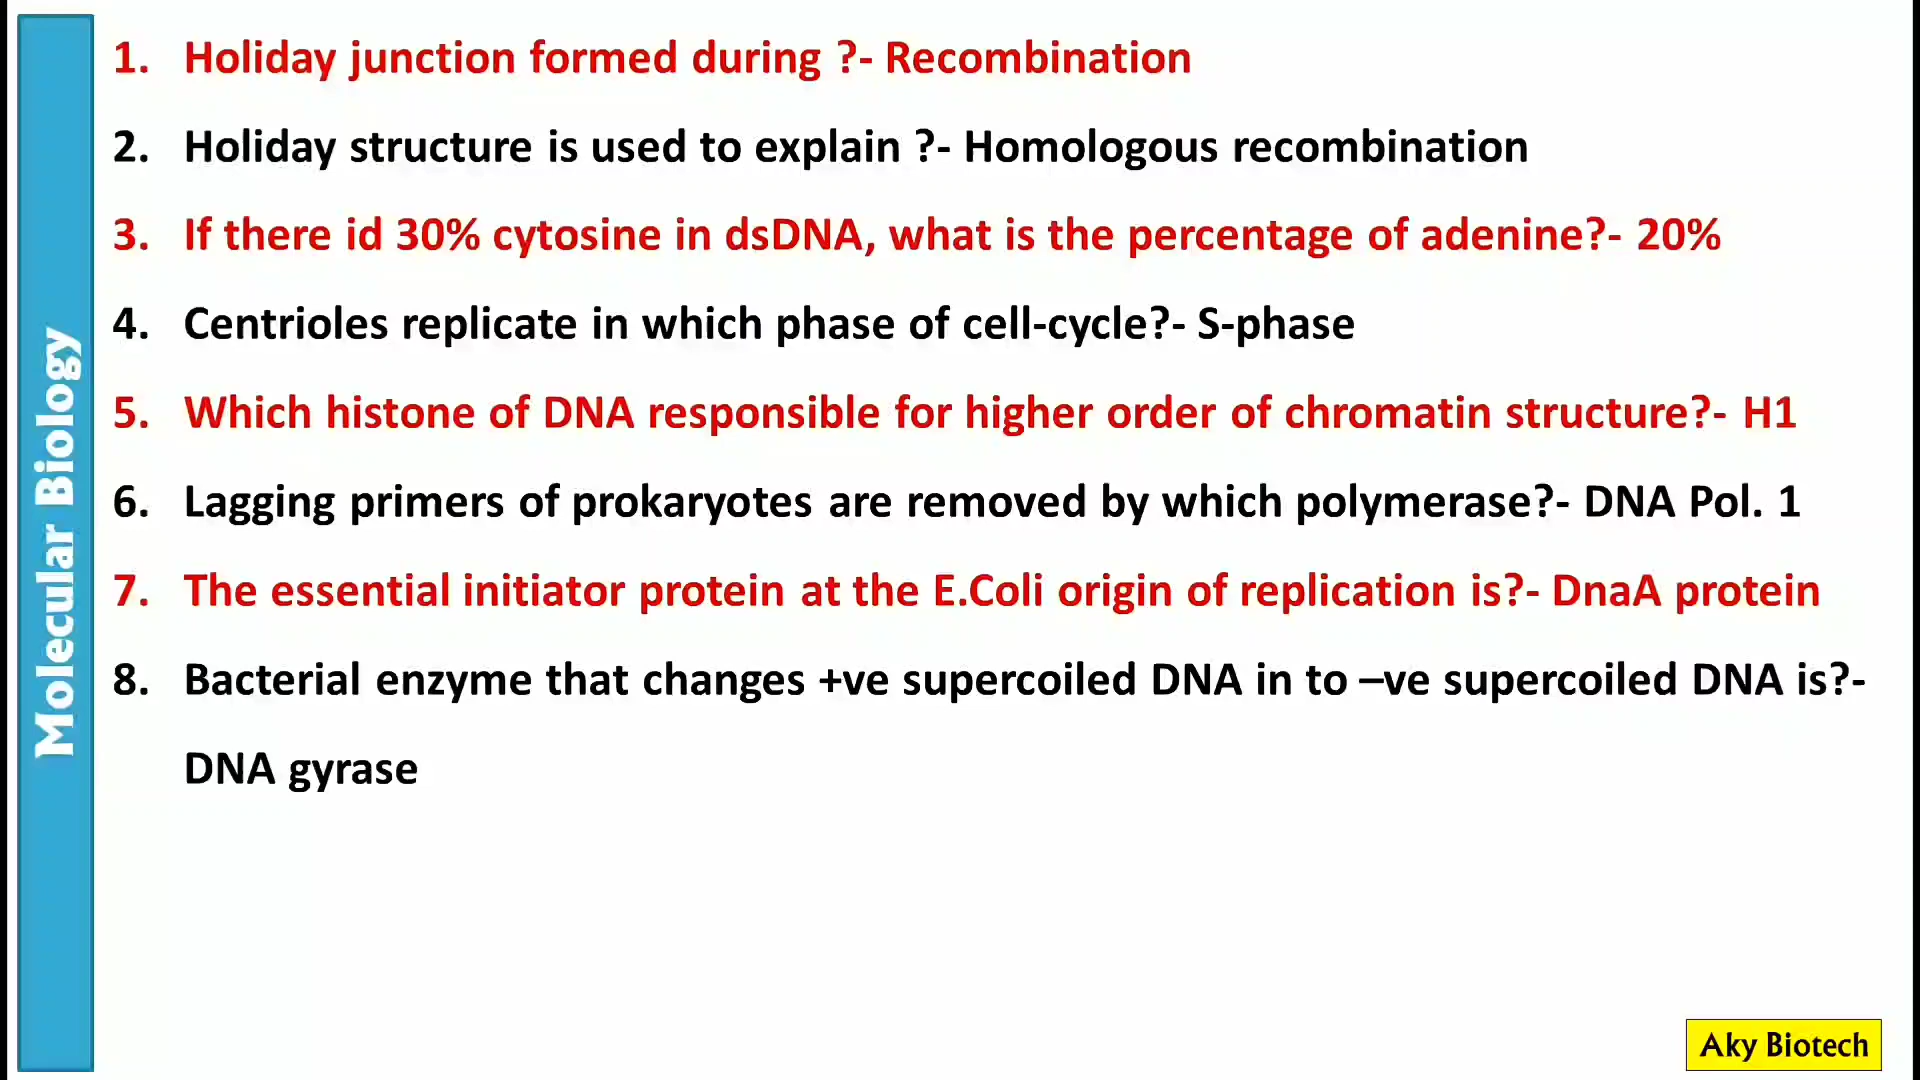 Molecular Biology
1. Holiday junction formed during ?- Recombination
2. Holiday structure is used to explain ?- Homologous recombination
3. If there id 30% cytosine in dsDNA, what is the percentage of adenine?- 20%
4. Centrioles replicate in which phase of cell-cycle?- S-phase
5. Which histone of DNA responsible for higher order of chromatin structure?- H1
6. Lagging primers of prokaryotes are removed by which polymerase?- DNA Pol. 1
7. The essential initiator protein at the E.Coli origin of replication is?- DnaA protein
8. Bacterial enzyme that changes +ve supercoiled DNA in to –ve supercoiled DNA is?-
DNA gyrase
Aky Biotech